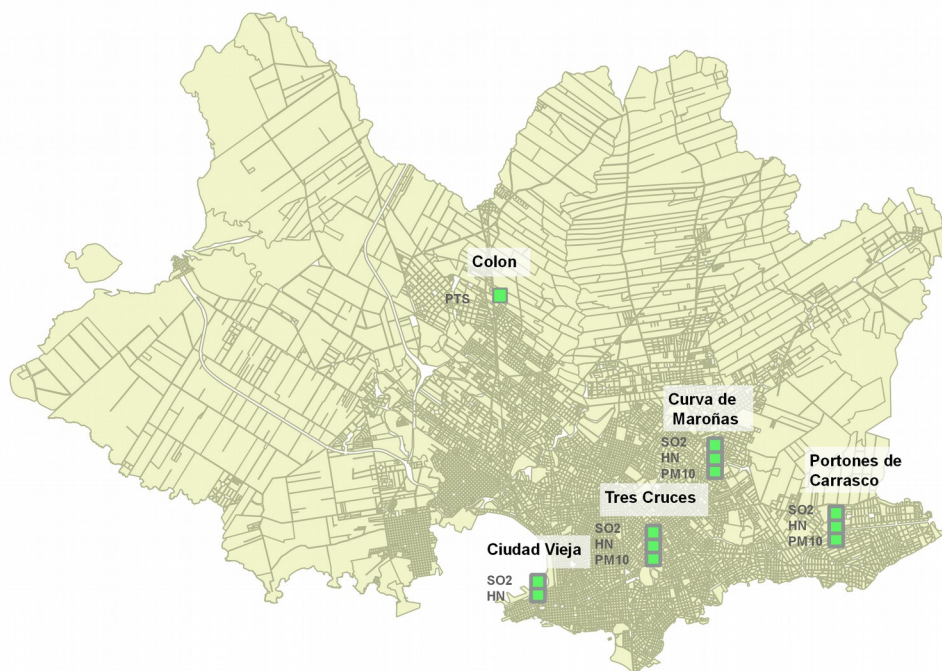 Colon
PTS
Curva de
Maroñas
SO2
HN
PM10
Portones de
Carrasco
SO2
HN
PM10
Tres Cruces
SO2
HN
PM10
Ciudad Vieja
SO2
HN